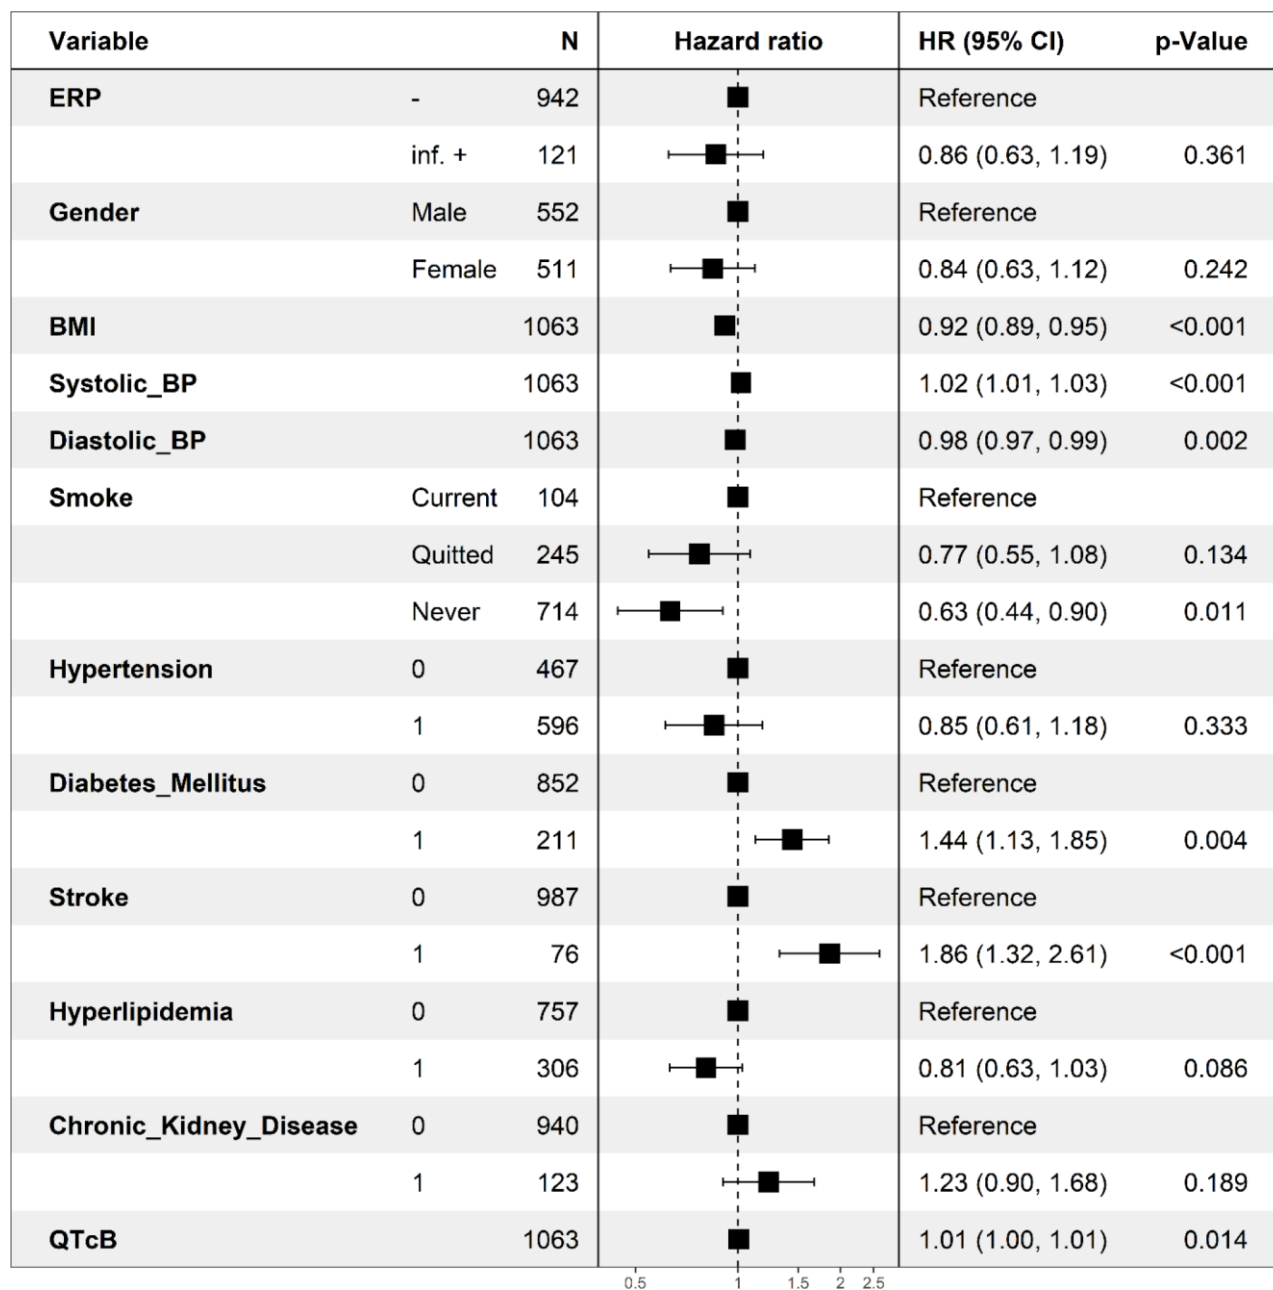 Variable N Hazard ratio HR (95% CI) p-Value
ERP - 942 Reference
inf. + 121 0.86 (0.63, 1.19) 0.361
Gender Male 552 Reference
Female 511 0.84 (0.63, 1.12) 0.242
BMI 1063 0.92 (0.89, 0.95) <0.001
Systolic_BP 1063 1.02 (1.01, 1.03) <0.001
Diastolic_BP 1063 0.98 (0.97, 0.99) 0.002
Smoke Current 104 Reference
Quitted 245 0.77 (0.55, 1.08) 0.134
Never 714 0.63 (0.44, 0.90) 0.011
Hypertension 0 467 Reference
1 596 0.85 (0.61, 1.18) 0.333
Diabetes_Mellitus 0 852 Reference
1 211 1.44 (1.13, 1.85) 0.004
Stroke 0 987 Reference
1 76 1.86 (1.32, 2.61) <0.001
Hyperlipidemia 0 757 Reference
1 306 0.81 (0.63, 1.03) 0.086
Chronic_Kidney_Disease 0 940 Reference
1 123 1.23 (0.90, 1.68) 0.189
QTcB 1063 1.01 (1.00, 1.01) 0.014
0.5 1 1.5 2 2.5